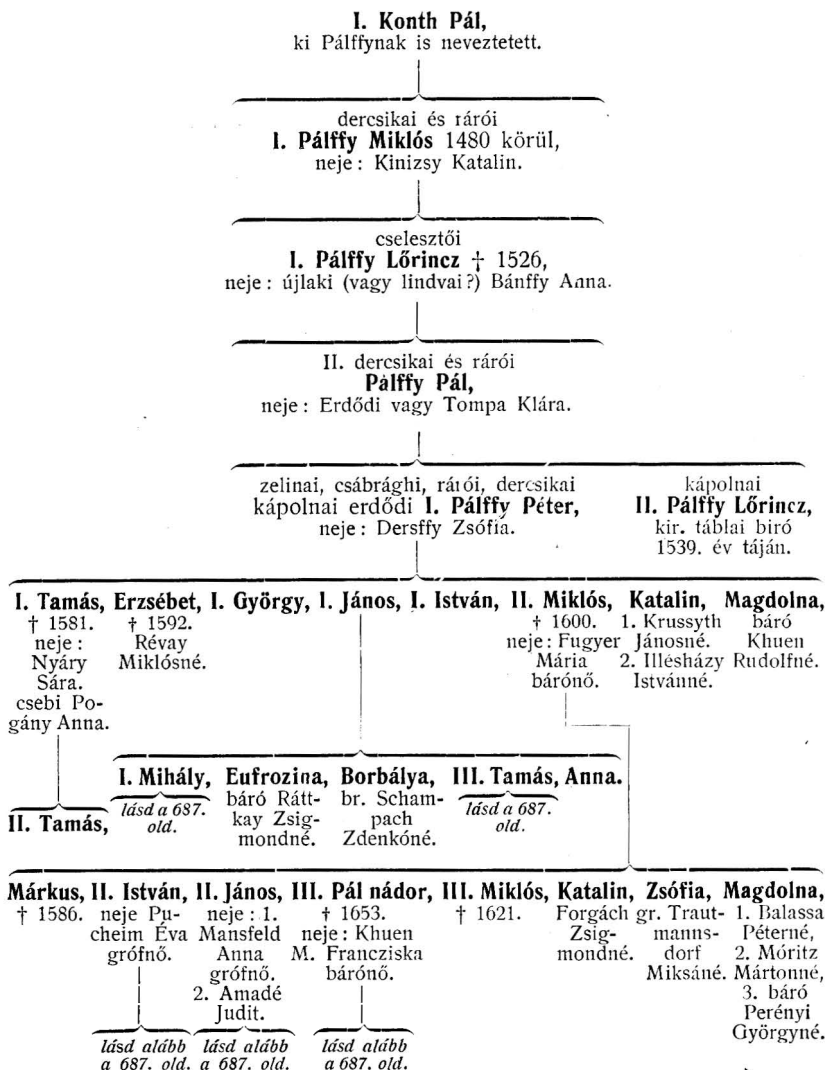 I. Konth Pál,
ki Pálffynak is neveztetett.
dercsikai és rárói
I. Pálffy Miklós 1480 körül,
neje : Kinizsy Katalin.
cselesztői
I. Pálffy Lőrincz † 1526,
neje : újlaki (vagy lindvai?) Bánffy Anna.
II. dercsikai és rárói
Pálffy Pál,
neje : Erdődi vagy Tompa Klára.
zelinai, csábrághi, rárói, dercsikai
kápolnai erdődi I. Pálffy Péter,
neje : Dersffy Zsófia.
kápolnai
II. Pálffy Lőrincz,
kir. táblai biró
1539. év táján.
I. Tamás, Erzsébet, I. György, I. János, I. István, II. Miklós, Katalin, Magdolna,
† 1581.
neje :
Nyáry
Sára.
csebi Po-
gány Anna.
† 1592.
Révay
Miklósné.
† 1600.
neje : Fugyer
Mária
bárónő.
1. Krussyth
Jánosné.
2. Illésházy
Istvánné.
báró
Khuen
Rudolfné.
II. Tamás,
I. Mihály, Eufrozina, Borbálya, III. Tamás, Anna.
lásd a 687.
old.
báró Rátt-
kay Zsig-
mondné.
br. Scham-
pach
Zdenkóné.
lásd a 687.
old.
Márkus, II. István, II. János, III. Pál nádor, III. Miklós, Katalin, Zsófia, Magdolna,
† 1586.
neje Pu-
cheim Éva
grófnő.
lásd alább
a 687. old.
neje : 1.
Mansfeld
Anna
grófnő.
2. Amadé
Judit.
lásd alább
a 687. old.
† 1653.
neje : Khuen
M. Francziska
bárónő.
lásd alább
a 687. old.
† 1621.
Forgách
Zsig-
mondné.
gr. Traut-
manns-
dorf
Miksáné.
1. Balassa
Péterné,
2. Móritz
Mártonné,
3. báró
Perényi
Györgyné.